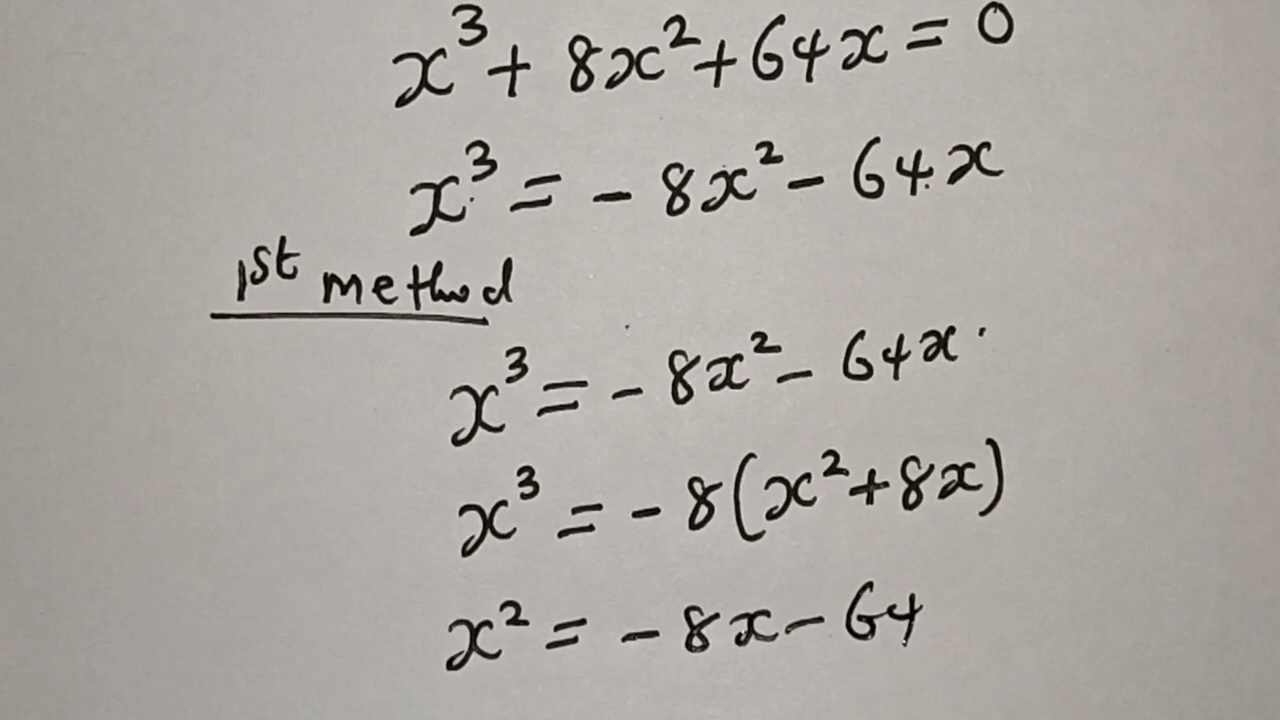 x³ + 8x² + 64x = 0
x³ = - 8x² - 64x
1st method
x³ = - 8x² - 64x
x³ = - 8(x² + 8x)
x² = - 8x - 64